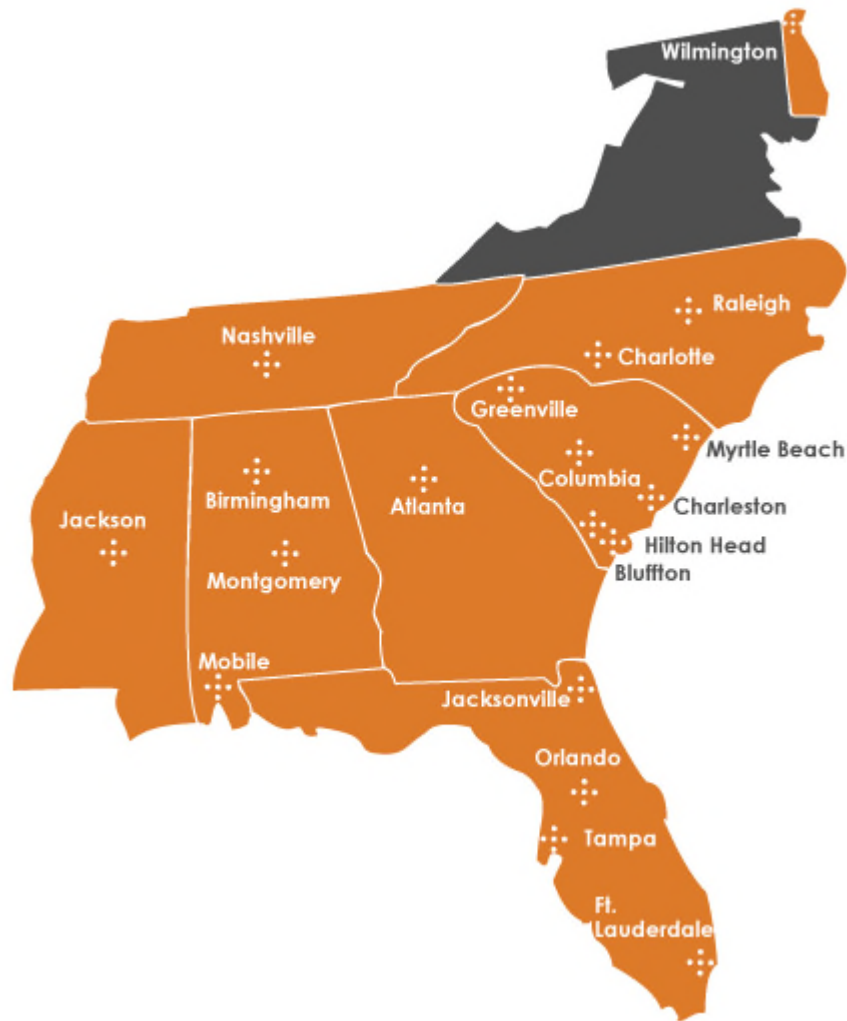 Wilmington
Raleigh
Nashville
Charlotte
Greenville
Myrtle Beach
Columbia
Birmingham
Atlanta
Charleston
Jackson
Hilton Head
Bluffton
Montgomery
Mobile
Jacksonville
Orlando
Tampa
Ft.
Lauderdale